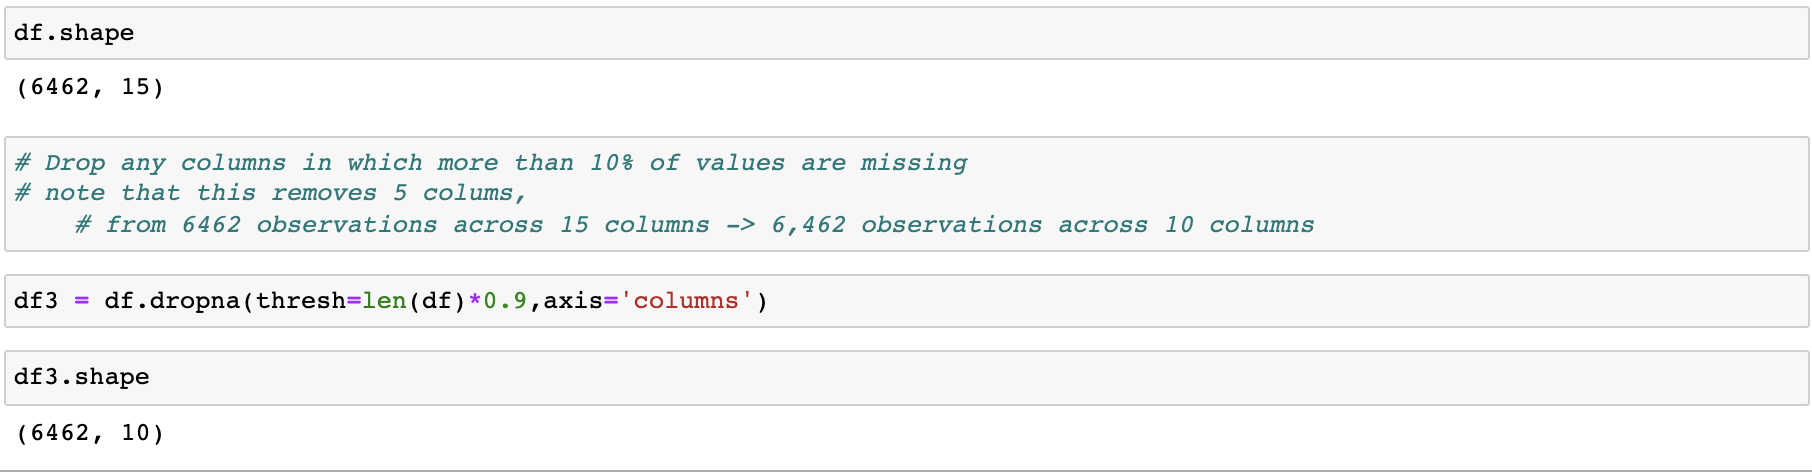 df.shape
(6462, 15)
# Drop any columns in which more than 10% of values are missing
# note that this removes 5 colums,
# from 6462 observations across 15 columns -> 6,462 observations across 10 columns
df3 = df.dropna(thresh=len(df)*0.9,axis='columns')
df3.shape
(6462, 10)